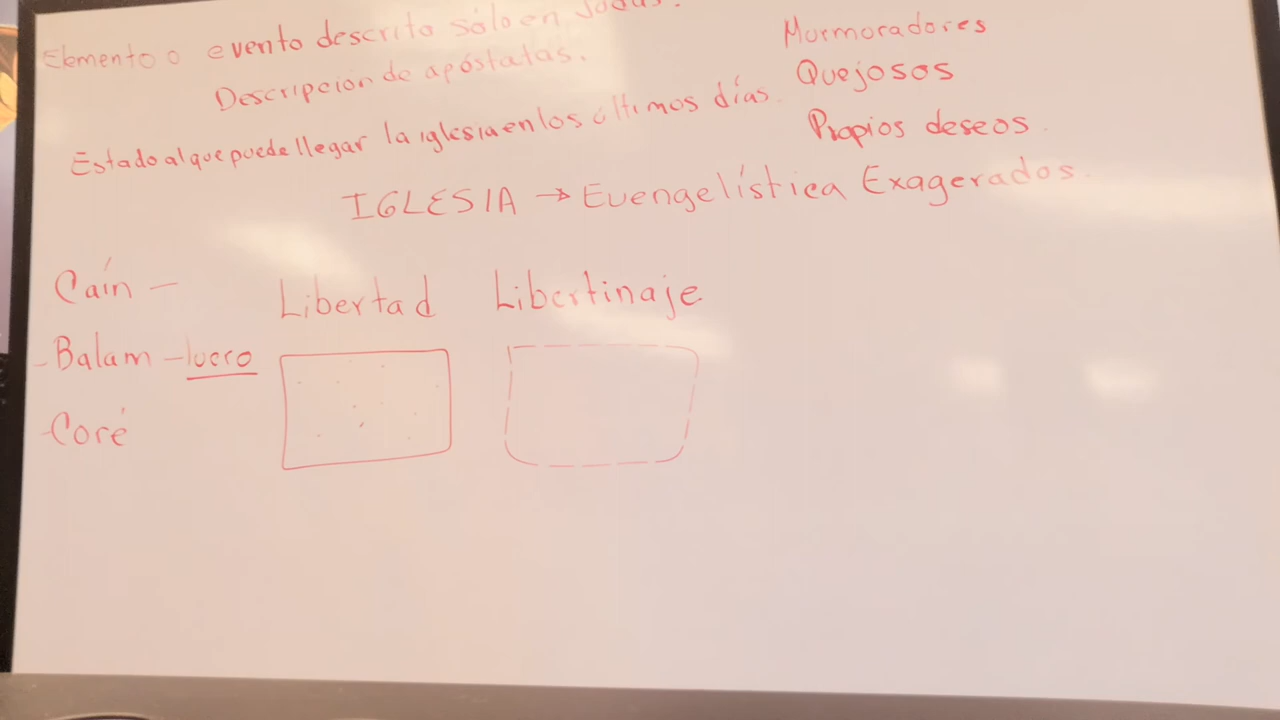 Elemento o evento descrito sólo en Judas.
Descripcion de apóstatas.
Estado al que puede llegar la iglesia en los últimos días.
Murmoradores
Quejosos
Propios deseos.
IGLESIA → Evengelística Exagerados.
Caín -
- Balam - lucro
- Coré
Libertad
Libertinaje